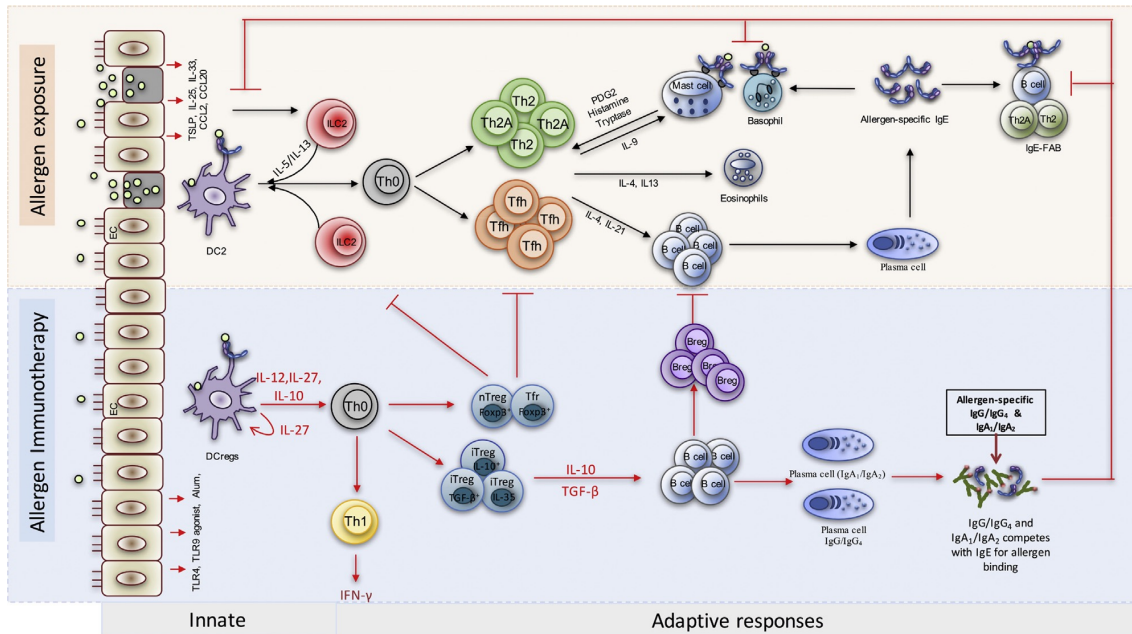 Allergen exposure
TSLP, IL-25, IL-33,
CCL2, CCL20
EC
DC2
IL-5/IL-13
ILC2
ILC2
Th0
Th2
Th2A
Th2A
Th2
Tfh
Tfh
Tfh
Tfh
PDG2
Histamine
Tryptase
IL-9
IL-4, IL13
IL-4, IL-21
Mast cell
Basophil
Eosinophils
B cell
B cell
B cell
B cell
Plasma cell
Allergen-specific IgE
B cell
Th2A
Th2
IgE-FAB
Allergen Immunotherapy
EC
TLR4, TLR9 agonist, Alum,
DCregs
IL-12,IL-27,
IL-10
IL-27
Th0
Th1
IFN-γ
nTreg
Foxp3⁺
Tfr
Foxp3⁺
iTreg
IL-10⁺
iTreg
TGF-β⁺
iTreg
IL-35
IL-10
TGF-β
Breg
Breg
Breg
Breg
B cell
B cell
B cell
B cell
Plasma cell (IgA₁/IgA₂)
Plasma cell
IgG/IgG₄
Allergen-specific
IgG/IgG₄ &
IgA₁/IgA₂
IgG/IgG₄ and
IgA₁/IgA₂ competes
with IgE for allergen
binding
Innate
Adaptive responses